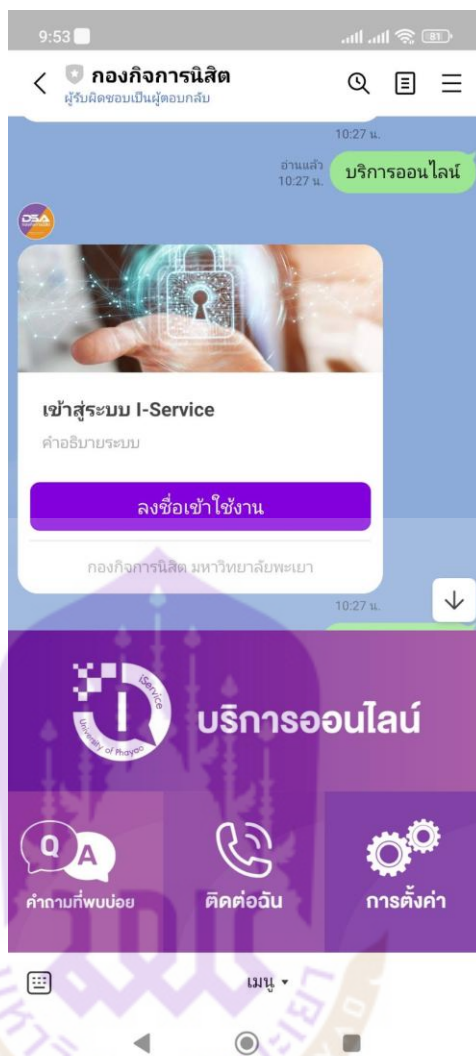 9:53
81
กองกิจการนิสิต
ผู้รับผิดชอบเป็นผู้ตอบกลับ
10:27 น.
อ่านแล้ว
10:27 น.
บริการออนไลน์
DSA
เข้าสู่ระบบ I-Service
คำอธิบายระบบ
ลงชื่อเข้าใช้งาน
กองกิจการนิสิต มหาวิทยาลัยพะเยา
10:27 น.
iService
University of Phayao
บริการออนไลน์
Q A
คำถามที่พบบ่อย
ติดต่อฉัน
การตั้งค่า
เมนู